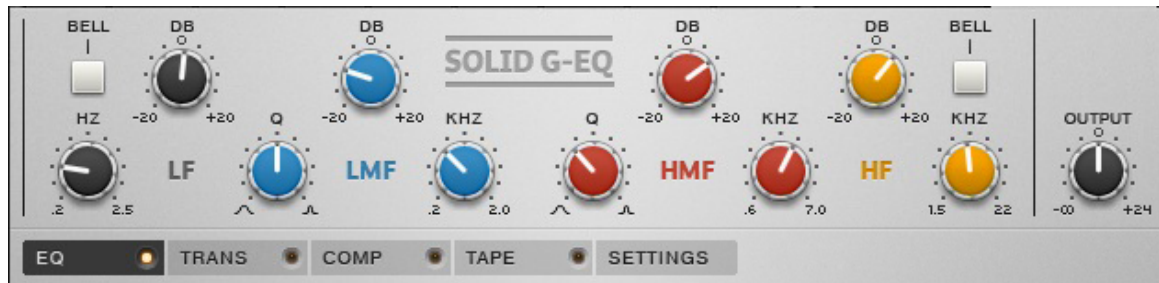 BELL DB DB SOLID G-EQ DB DB BELL
-20 +20 -20 +20 -20 +20 -20 +20
HZ Q KHZ Q KHZ KHZ OUTPUT
LF LMF HMF HF
.2 2.5 .2 2.0 .6 7.0 1.5 22 -∞ +24
EQ TRANS COMP TAPE SETTINGS